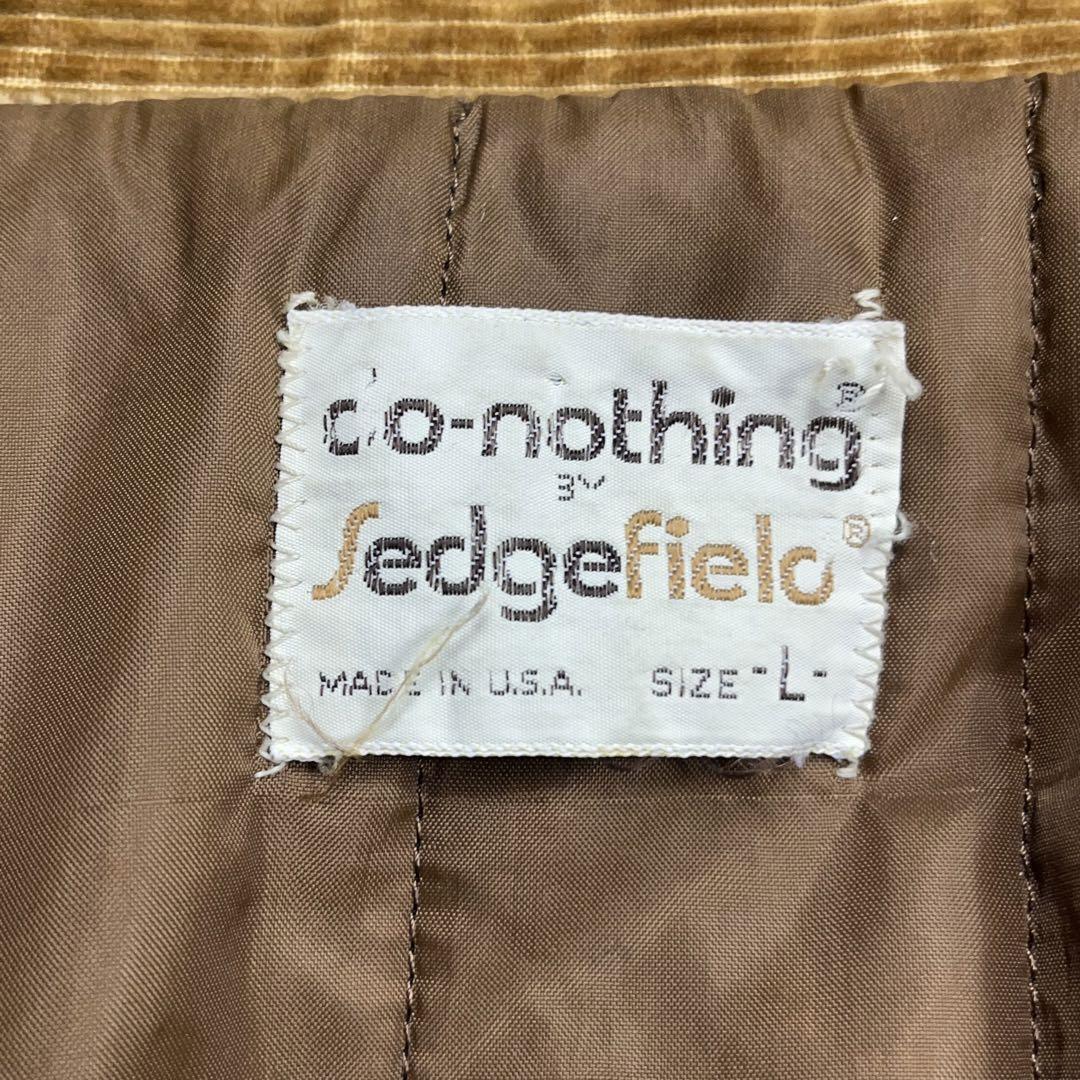 do-nothing®
BY
Sedgefield®
MADE IN U.S.A. SIZE -L-